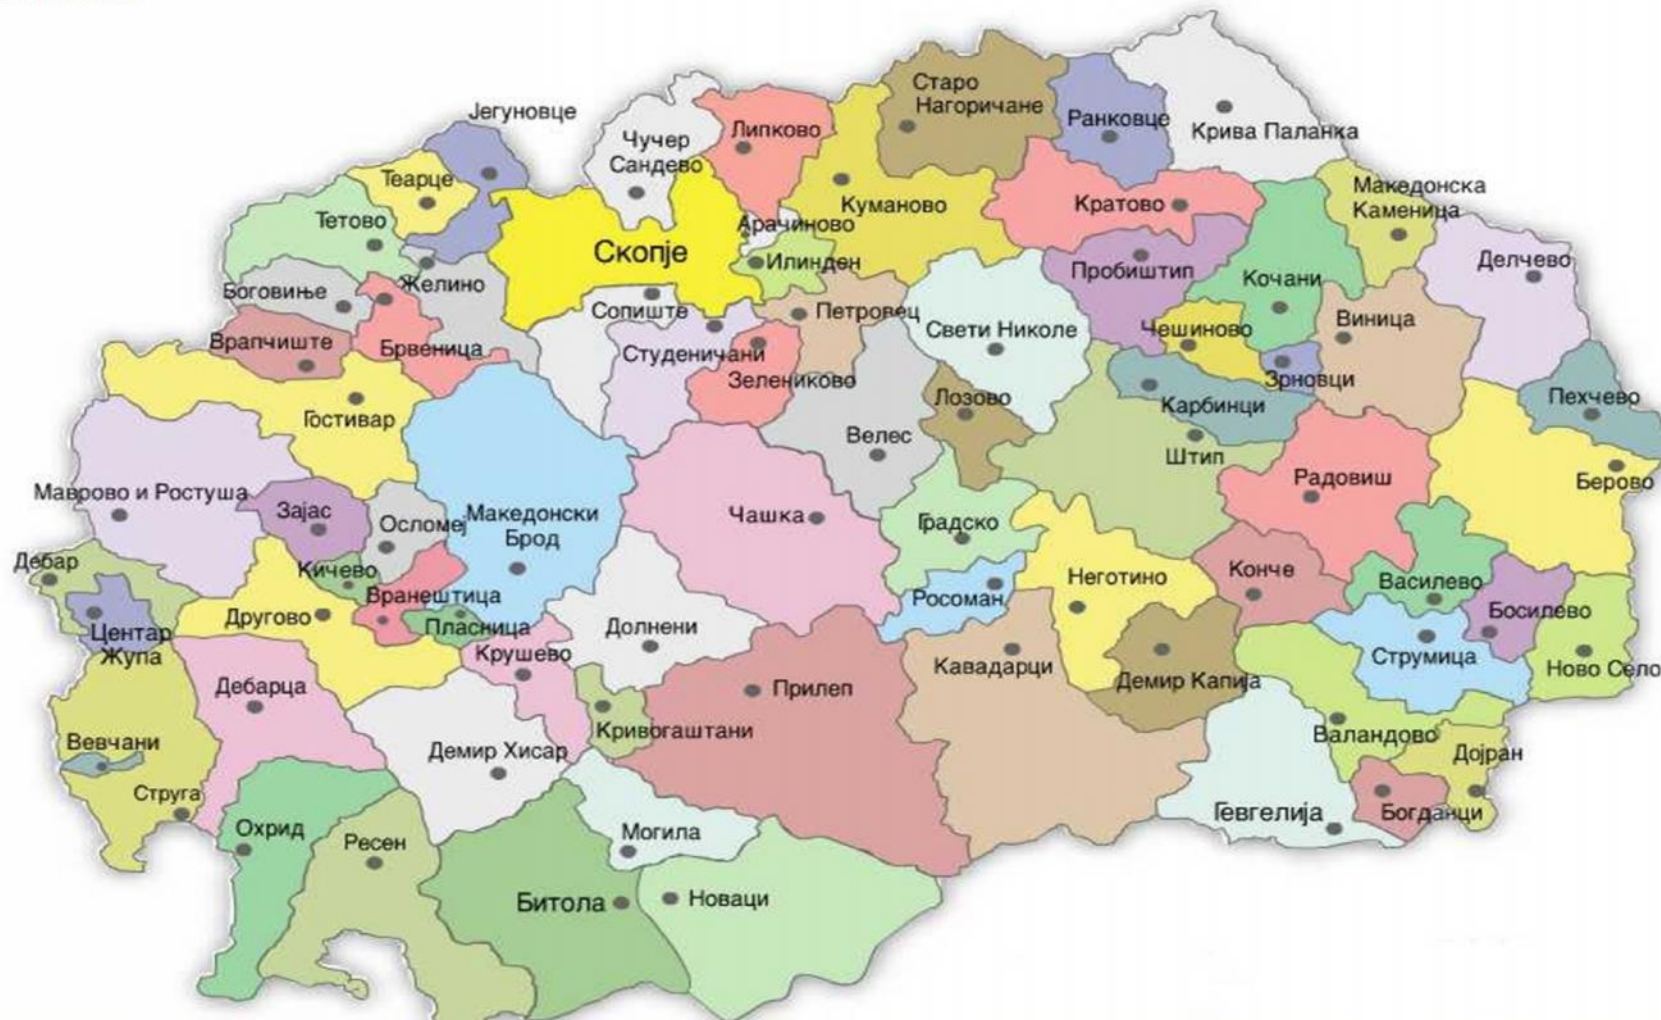 Старо
Нагоричане
Јегуновце
Чучер
Сандево
Липково
Ранковце
Крива Паланка
Теарце
Македонска
Каменица
Тетово
Арачиново
Куманово
Кратово
Скопје
Илинден
Пробиштип
Кочани
Делчево
Боговиње
Желино
Сопиште
Петровец
Свети Николе
Чешиново
Виница
Врапчиште
Брвеница
Студеничани
Зелениково
Лозово
Зрновци
Карбинци
Пехчево
Гостивар
Велес
Штип
Радовиш
Берово
Маврово и Ростуша
Зајас
Осломеј
Македонски
Брод
Чашка
Градско
Дебар
Кичево
Вранештица
Росоман
Неготино
Конче
Василево
Босилево
Центар
Жупа
Другово
Пласница
Крушево
Долнени
Кавадарци
Демир Капија
Струмица
Ново Село
Дебарца
Прилеп
Вевчани
Демир Хисар
Кривогаштани
Валандово
Дојран
Струга
Охрид
Ресен
Могила
Гевгелија
Богданци
Битола
Новаци